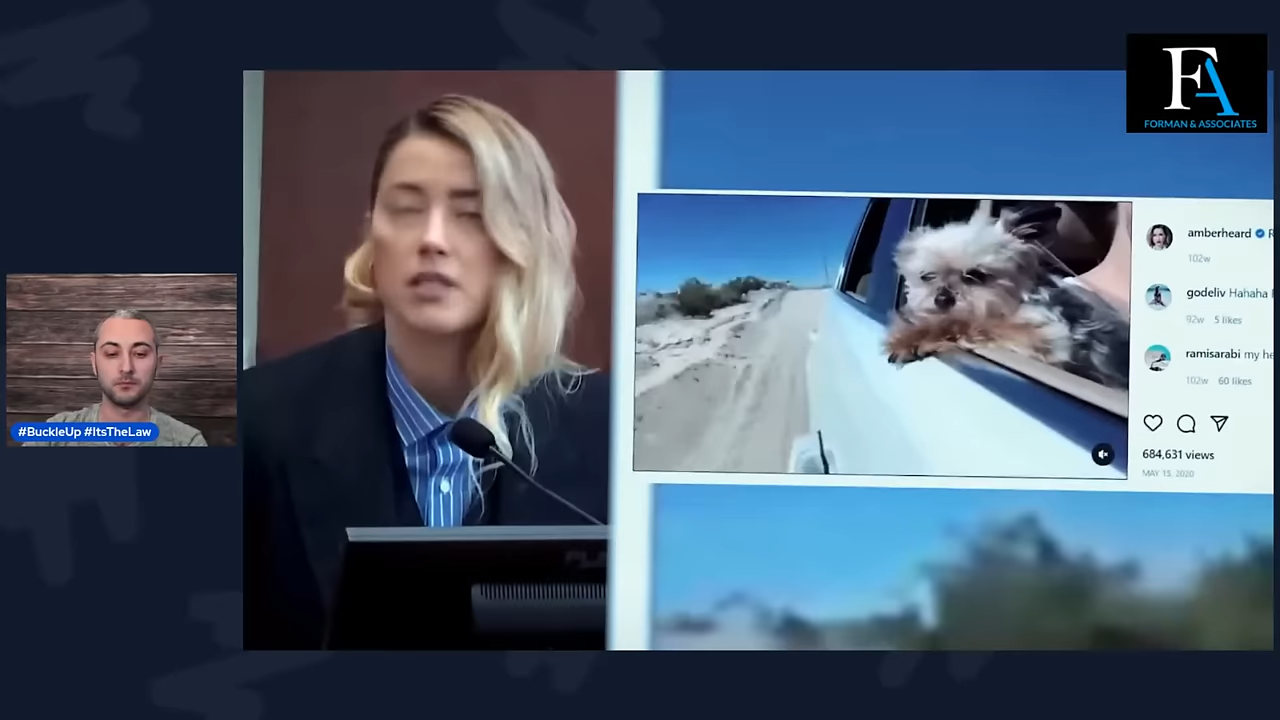 FA
FORMAN & ASSOCIATES
amberheard
102w
godeliv Hahaha
92w 5 likes
ramisarabi my he
102w 60 likes
684,631 views
MAY 15, 2020
#BuckleUp #ItsTheLaw